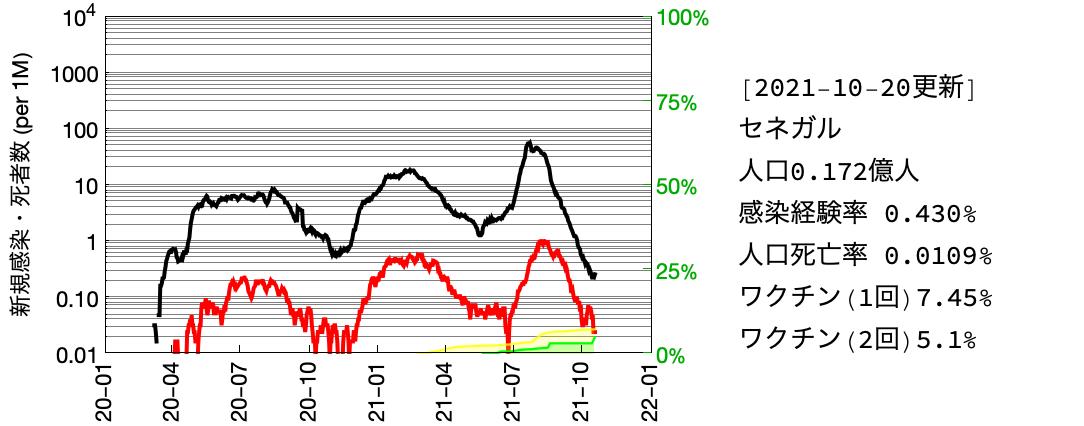 新規感染・死者数 (per 1M)
10^4
1000
100
10
1
0.10
0.01
100%
75%
50%
25%
0%
20-01
20-04
20-07
20-10
21-01
21-04
21-07
21-10
22-01
[2021-10-20更新]
セネガル
人口0.172億人
感染経験率 0.430%
人口死亡率 0.0109%
ワクチン(1回)7.45%
ワクチン(2回)5.1%